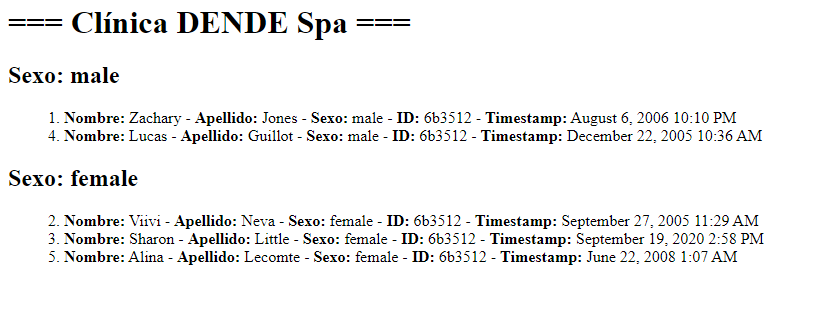 === Clínica DENDE Spa ===
Sexo: male
1. Nombre: Zachary - Apellido: Jones - Sexo: male - ID: 6b3512 - Timestamp: August 6, 2006 10:10 PM
4. Nombre: Lucas - Apellido: Guillot - Sexo: male - ID: 6b3512 - Timestamp: December 22, 2005 10:36 AM
Sexo: female
2. Nombre: Viivi - Apellido: Neva - Sexo: female - ID: 6b3512 - Timestamp: September 27, 2005 11:29 AM
3. Nombre: Sharon - Apellido: Little - Sexo: female - ID: 6b3512 - Timestamp: September 19, 2020 2:58 PM
5. Nombre: Alina - Apellido: Lecomte - Sexo: female - ID: 6b3512 - Timestamp: June 22, 2008 1:07 AM